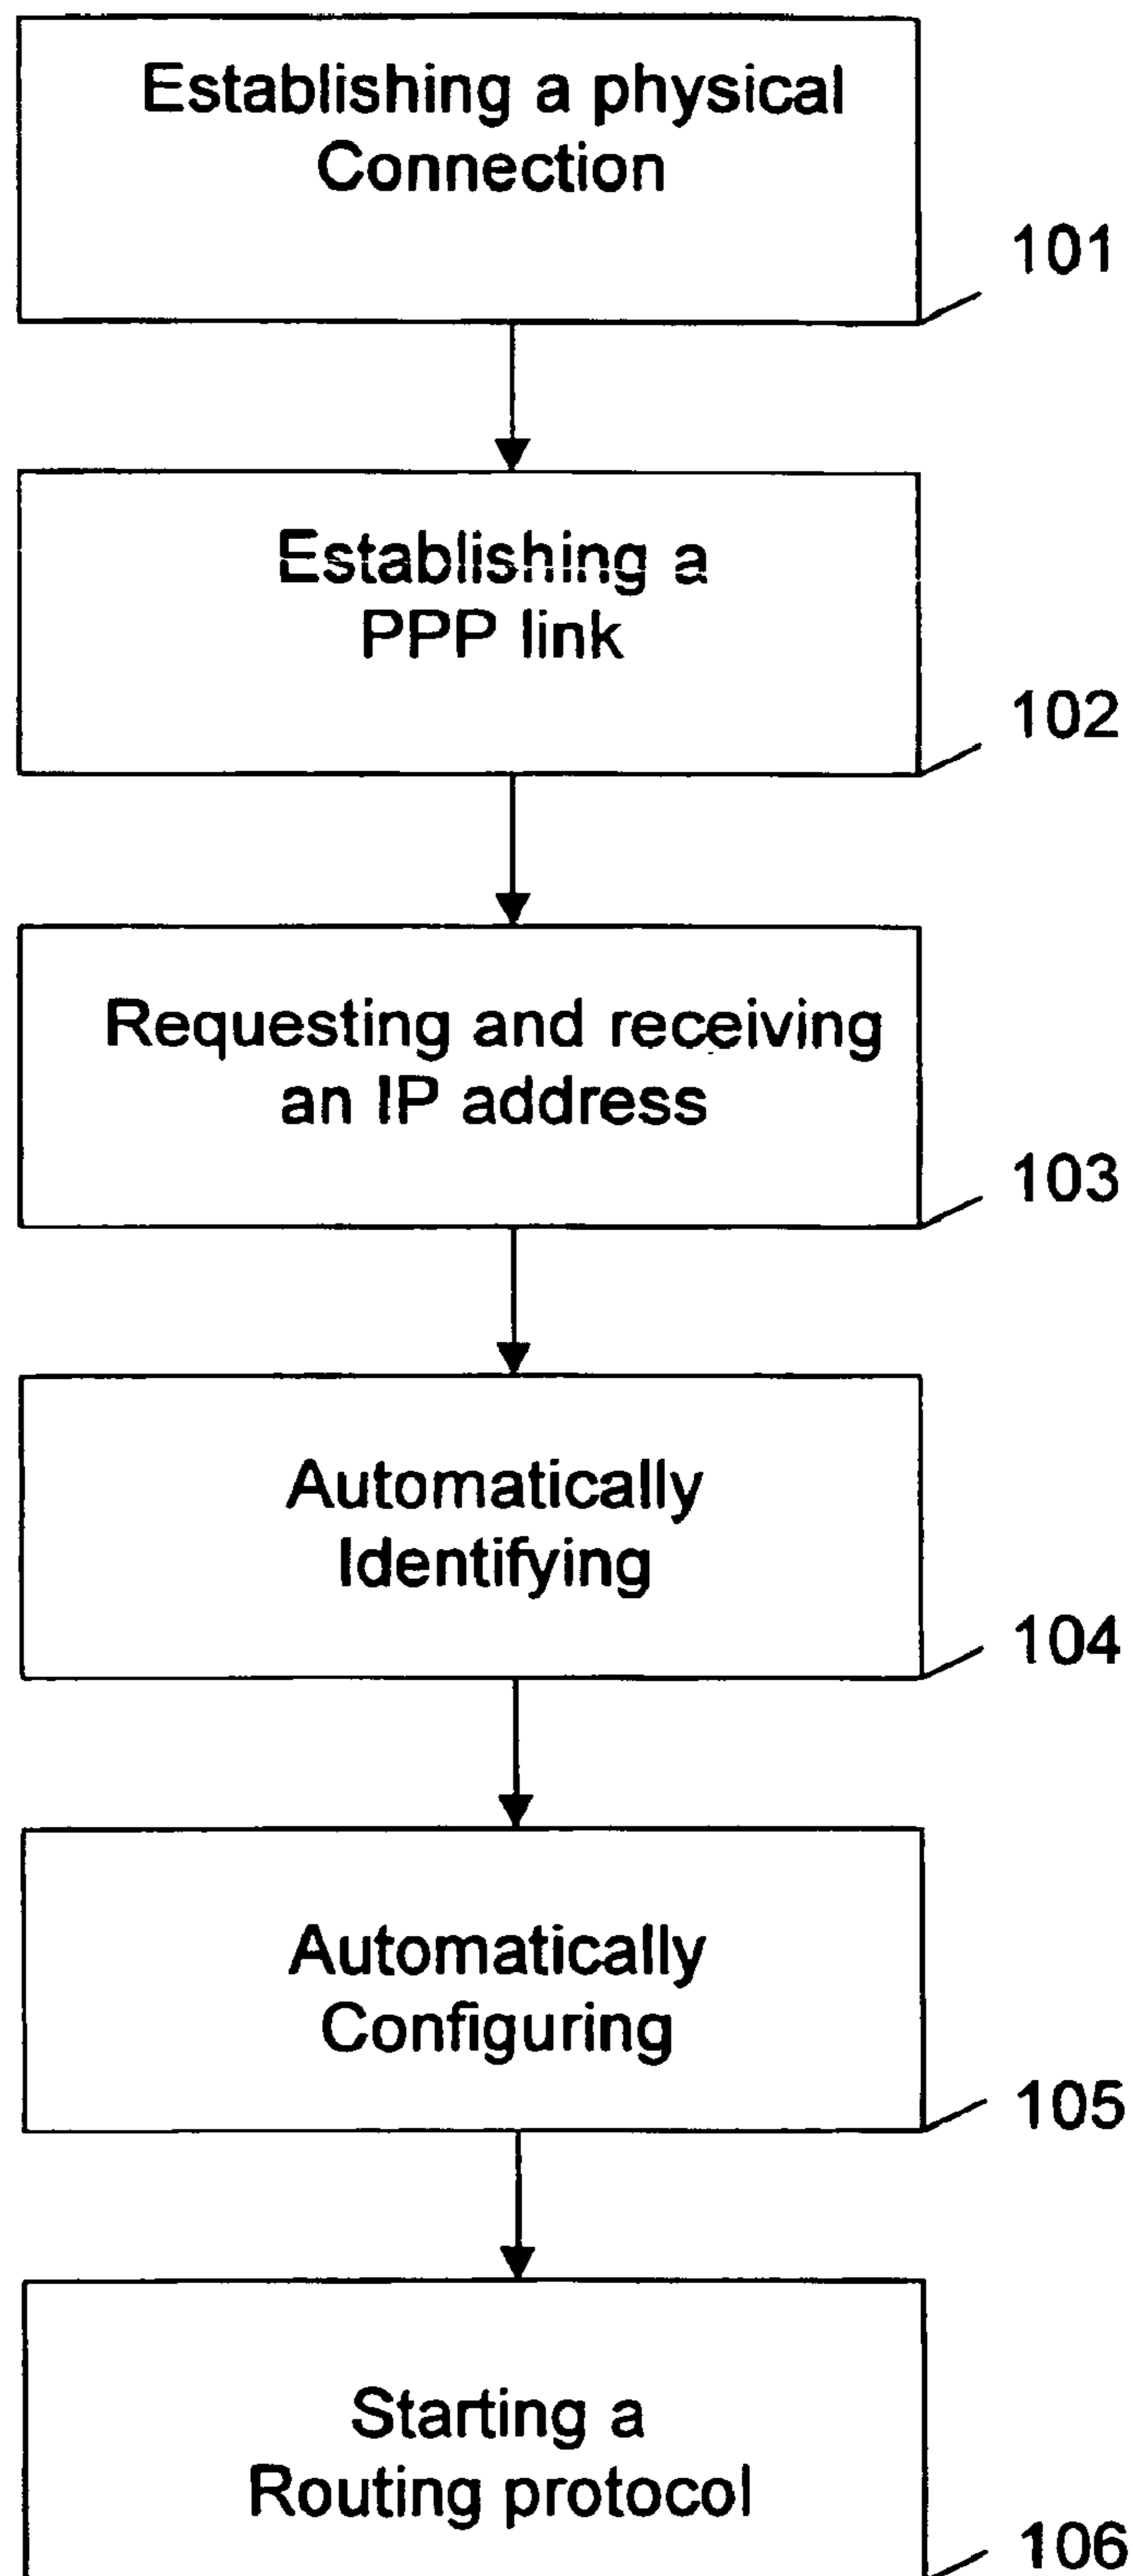 Establishing a physical
Connection
101
Establishing a
PPP link
102
Requesting and receiving
an IP address
103
Automatically
Identifying
104
Automatically
Configuring
105
Starting a
Routing protocol
106